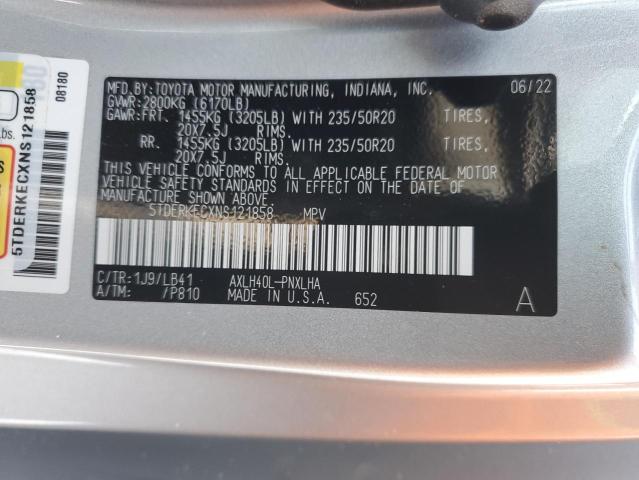 MFD.BY:TOYOTA MOTOR MANUFACTURING, INDIANA, INC. 06/22
GVWR:2800KG (6170LB)
GAWR:FRT. 1455KG (3205LB) WITH 235/50R20 TIRES,
20X7.5J RIMS.
RR. 1455KG (3205LB) WITH 235/50R20 TIRES,
20X7.5J RIMS.
THIS VEHICLE CONFORMS TO ALL APPLICABLE FEDERAL MOTOR
VEHICLE SAFETY STANDARDS IN EFFECT ON THE DATE OF
MANUFACTURE SHOWN ABOVE.
5TDERKECXNS121858 MPV
C/TR:1J9/LB41 AXLH40L-PNXLHA
A/TM: /P810 MADE IN U.S.A. 652
A
5TDERKECXNS121858
08180
lbs.